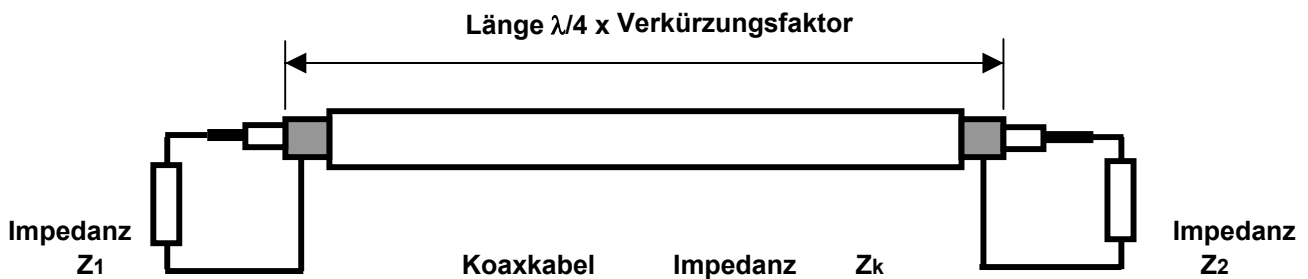 Länge λ/4 x Verkürzungsfaktor
Impedanz Z1
Koaxkabel Impedanz Zk
Impedanz Z2